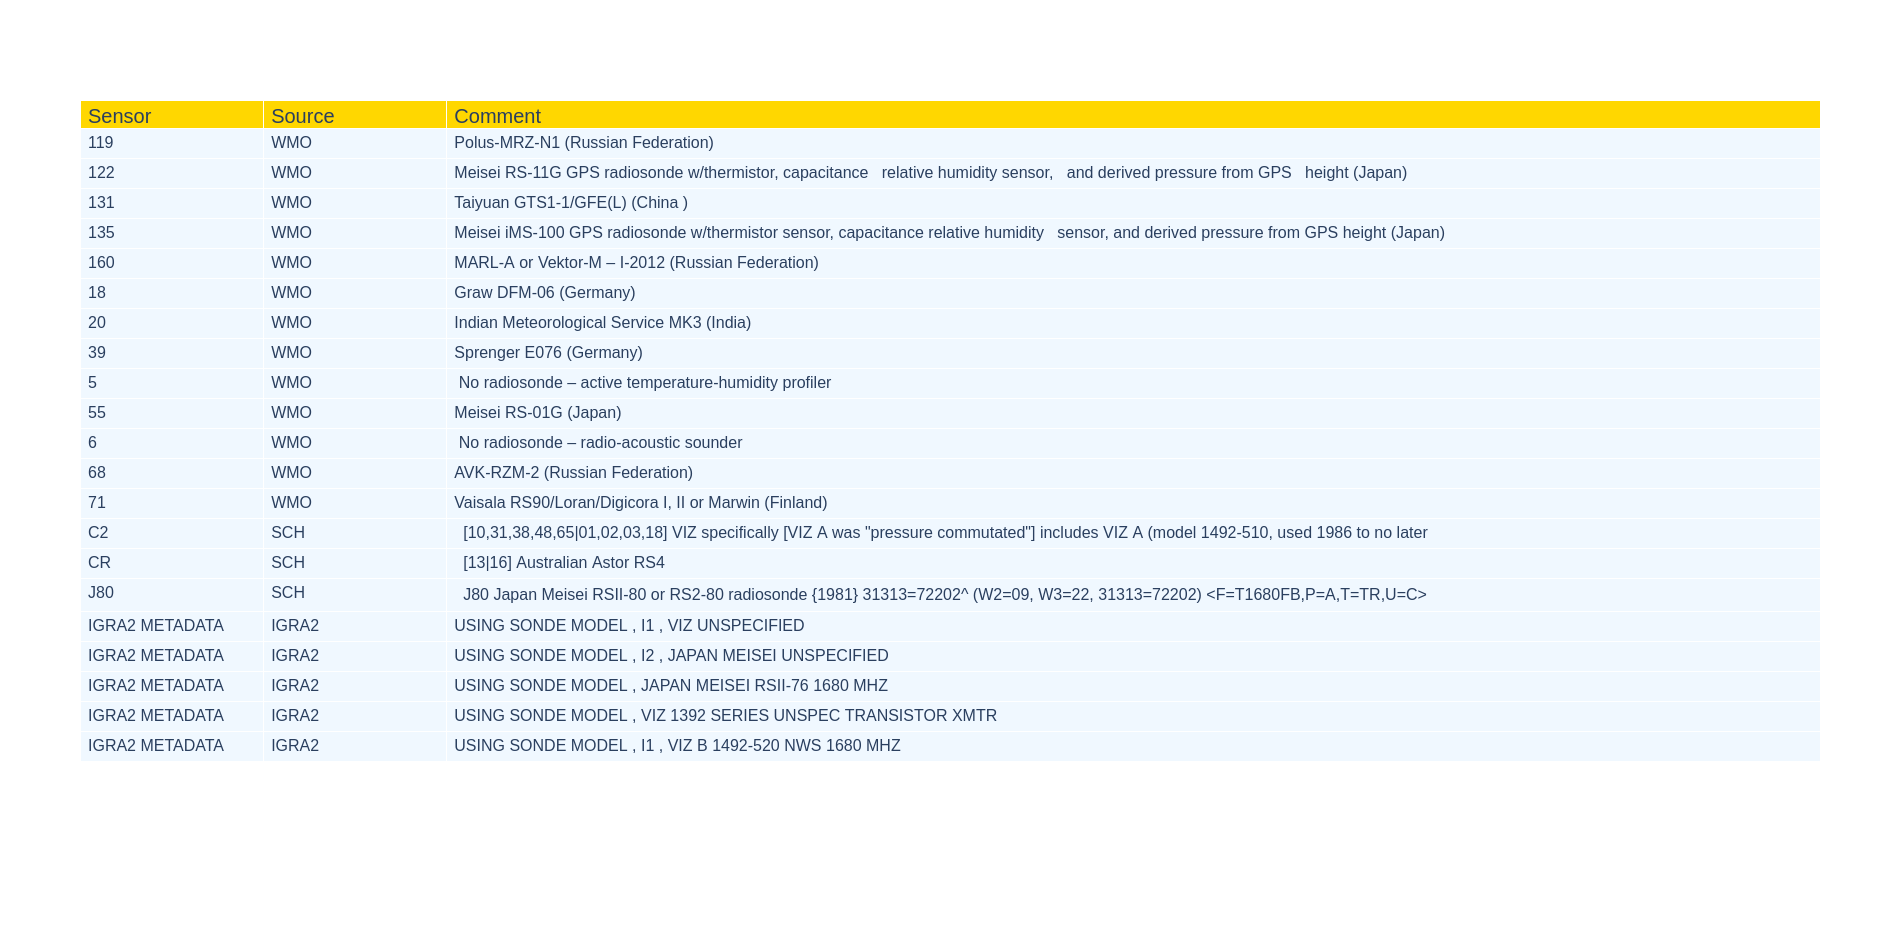 Sensor Source Comment
119 WMO Polus-MRZ-N1 (Russian Federation)
122 WMO Meisei RS-11G GPS radiosonde w/thermistor, capacitance   relative humidity sensor,   and derived pressure from GPS   height (Japan)
131 WMO Taiyuan GTS1-1/GFE(L) (China )
135 WMO Meisei iMS-100 GPS radiosonde w/thermistor sensor, capacitance relative humidity   sensor, and derived pressure from GPS height (Japan)
160 WMO MARL-A or Vektor-M – I-2012 (Russian Federation)
18 WMO Graw DFM-06 (Germany)
20 WMO Indian Meteorological Service MK3 (India)
39 WMO Sprenger E076 (Germany)
5 WMO No radiosonde – active temperature-humidity profiler
55 WMO Meisei RS-01G (Japan)
6 WMO No radiosonde – radio-acoustic sounder
68 WMO AVK-RZM-2 (Russian Federation)
71 WMO Vaisala RS90/Loran/Digicora I, II or Marwin (Finland)
C2 SCH [10,31,38,48,65|01,02,03,18] VIZ specifically [VIZ A was "pressure commutated"] includes VIZ A (model 1492-510, used 1986 to no later
CR SCH [13|16] Australian Astor RS4
J80 SCH J80 Japan Meisei RSII-80 or RS2-80 radiosonde {1981} 31313=72202^ (W2=09, W3=22, 31313=72202) <F=T1680FB,P=A,T=TR,U=C>
IGRA2 METADATA IGRA2 USING SONDE MODEL , I1 , VIZ UNSPECIFIED
IGRA2 METADATA IGRA2 USING SONDE MODEL , I2 , JAPAN MEISEI UNSPECIFIED
IGRA2 METADATA IGRA2 USING SONDE MODEL , JAPAN MEISEI RSII-76 1680 MHZ
IGRA2 METADATA IGRA2 USING SONDE MODEL , VIZ 1392 SERIES UNSPEC TRANSISTOR XMTR
IGRA2 METADATA IGRA2 USING SONDE MODEL , I1 , VIZ B 1492-520 NWS 1680 MHZ